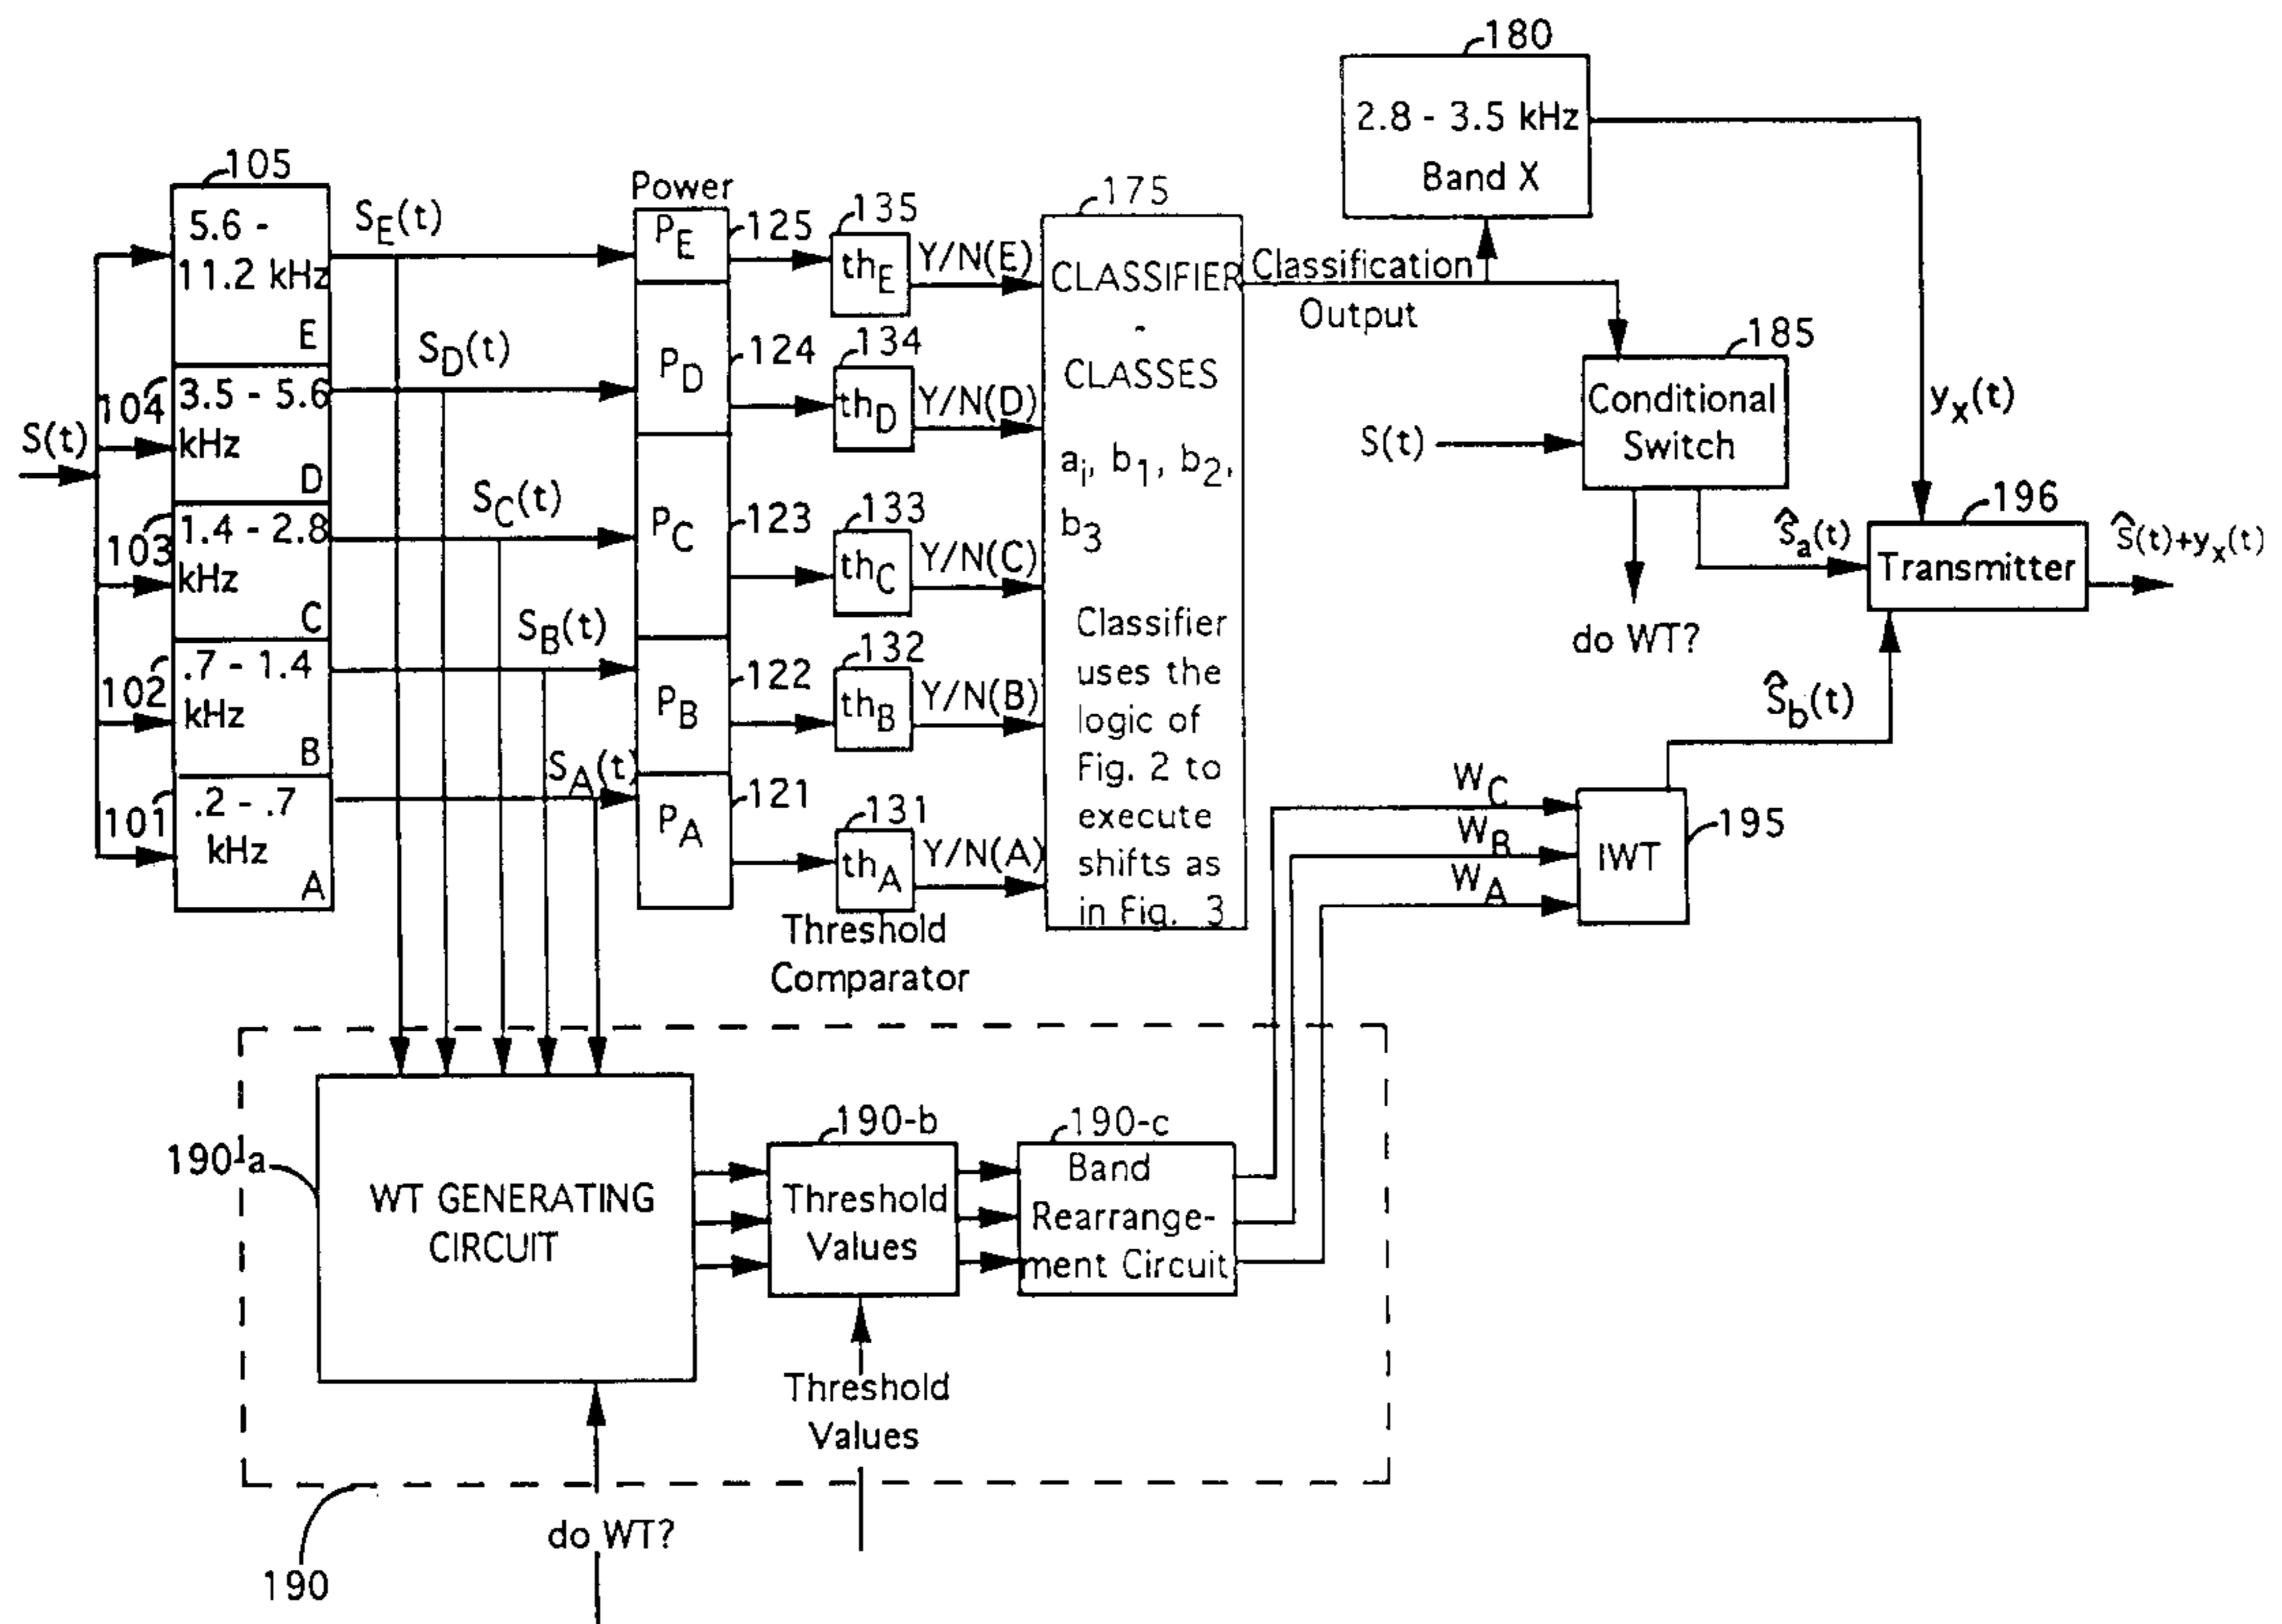 180
2.8 - 3.5 kHz
Band X
105
5.6 -
11.2 kHz
E
104
3.5 - 5.6
kHz
D
103
1.4 - 2.8
kHz
C
102
.7 - 1.4
kHz
B
101
.2 - .7
kHz
A
S(t)
S_E(t)
S_D(t)
S_C(t)
S_B(t)
S_A(t)
Power
P_E
P_D
P_C
P_B
P_A
125
124
123
122
121
135
th_E
134
th_D
133
th_C
132
th_B
131
th_A
Threshold
Comparator
Y/N(E)
Y/N(D)
Y/N(C)
Y/N(B)
Y/N(A)
175
CLASSIFIER
-
CLASSES
a_i, b_1, b_2,
b_3
Classifier
uses the
logic of
Fig. 2 to
execute
shifts as
in Fig. 3
Classification
Output
185
Conditional
Switch
S(t)
do WT?
y_x(t)
ŝ_a(t)
196
Transmitter
ŝ(t)+y_x(t)
ŝ_b(t)
W_C
W_B
W_A
IWT
195
190-a
WT GENERATING
CIRCUIT
190-b
Threshold
Values
190-c
Band
Rearrange-
ment Circuit
Threshold
Values
do WT?
190